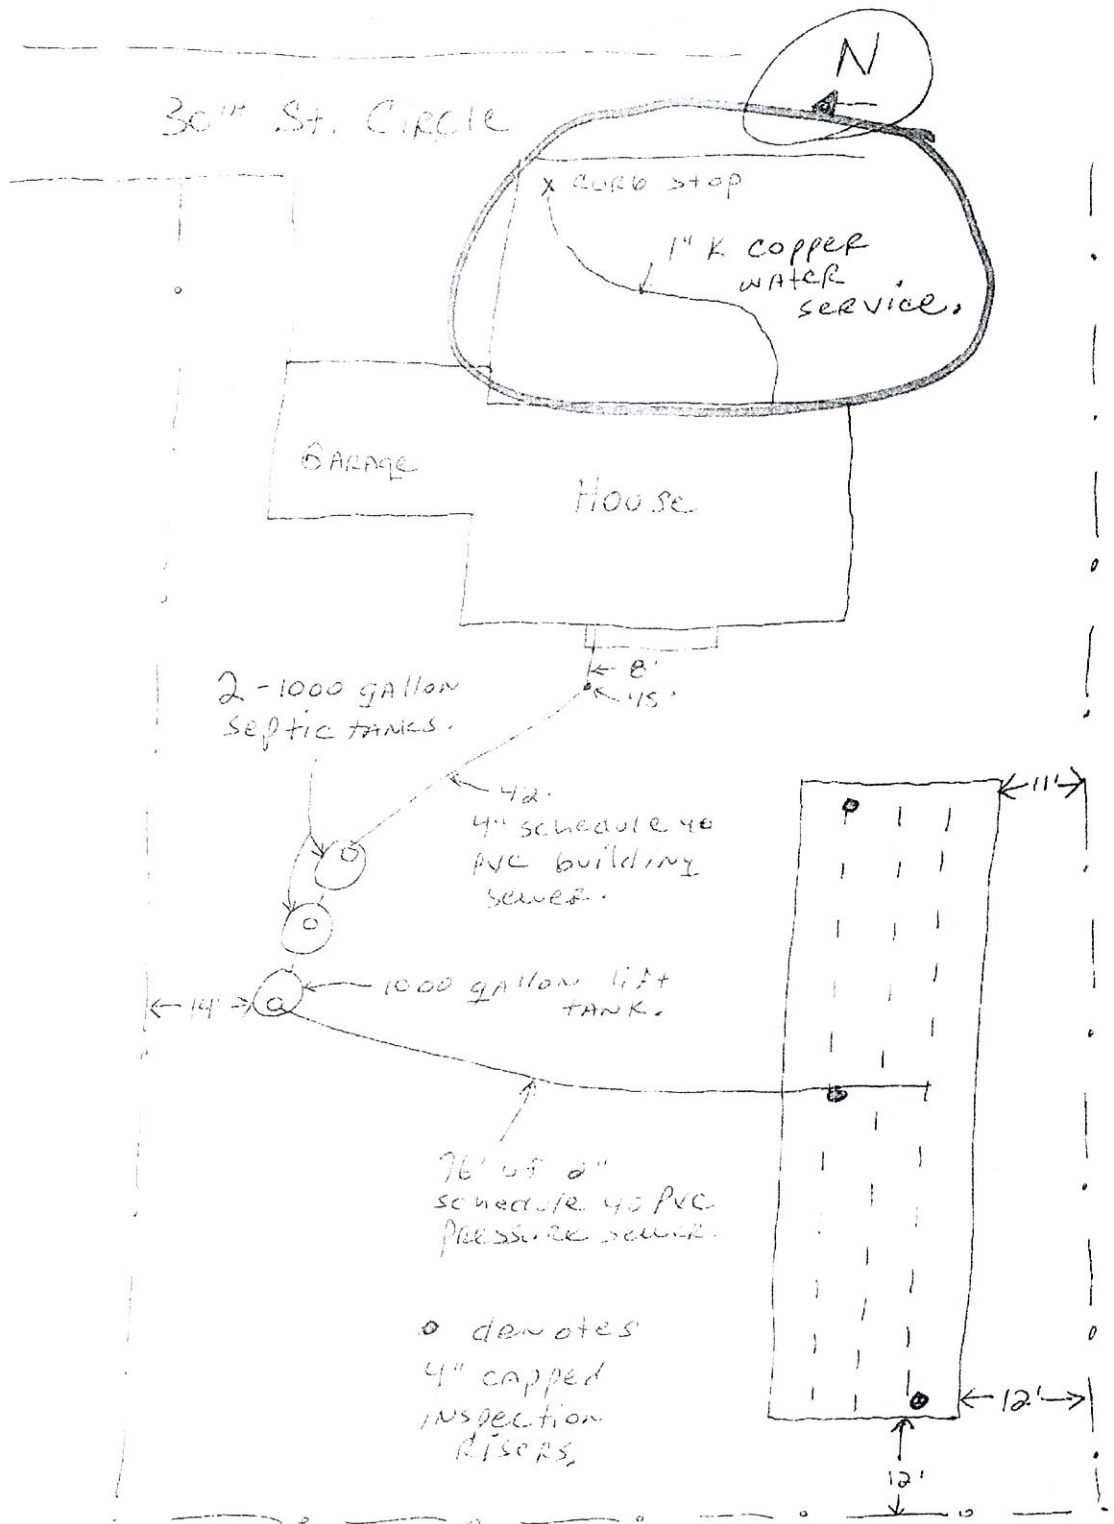 N
30th St. Circle
x curb stop
1" K copper
water
service.
Garage
House
8'
45°
2-1000 gallon
septic tanks.
42'
4" schedule 40
PVC building
sewer.
11'
1000 gallon lift
tank.
14'
76' of 2"
schedule 40 PVC
Pressure sewer.
denotes
4" capped
inspection
risers.
12'
12'